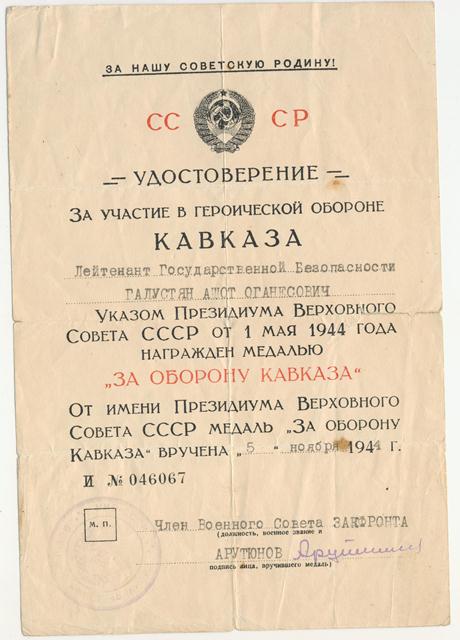 ЗА НАШУ СОВЕТСКУЮ РОДИНУ!
СС СР
УДОСТОВЕРЕНИЕ
ЗА УЧАСТИЕ В ГЕРОИЧЕСКОЙ ОБОРОНЕ
КАВКАЗА
Лейтенант Государственной Безопасности
ГАЛУСТЯН АШОТ ОГАНЕСОВИЧ
УКАЗОМ ПРЕЗИДИУМА ВЕРХОВНОГО
СОВЕТА СССР ОТ 1 МАЯ 1944 ГОДА
НАГРАЖДЕН МЕДАЛЬЮ
„ЗА ОБОРОНУ КАВКАЗА“
ОТ ИМЕНИ ПРЕЗИДИУМА ВЕРХОВНОГО
СОВЕТА СССР МЕДАЛЬ „ЗА ОБОРОНУ
КАВКАЗА“ ВРУЧЕНА „5“ ноября 1944 Г.
И № 046067
М. П.
Член Военного Совета ЗАКФРОНТА
(должность, военное звание и
АРУТЮНОВ
подпись лица, вручившего медаль)